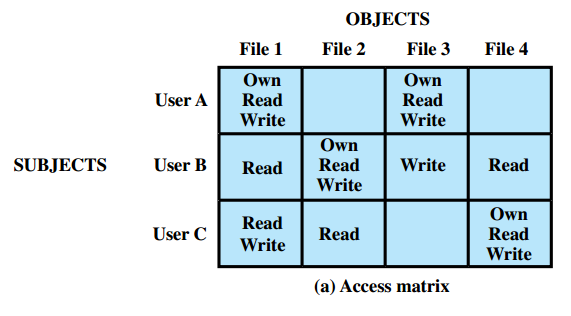 OBJECTS
File 1 File 2 File 3 File 4
User A
Own
Read
Write
Own
Read
Write
SUBJECTS
User B
Read
Own
Read
Write
Write
Read
User C
Read
Write
Read
Own
Read
Write
(a) Access matrix